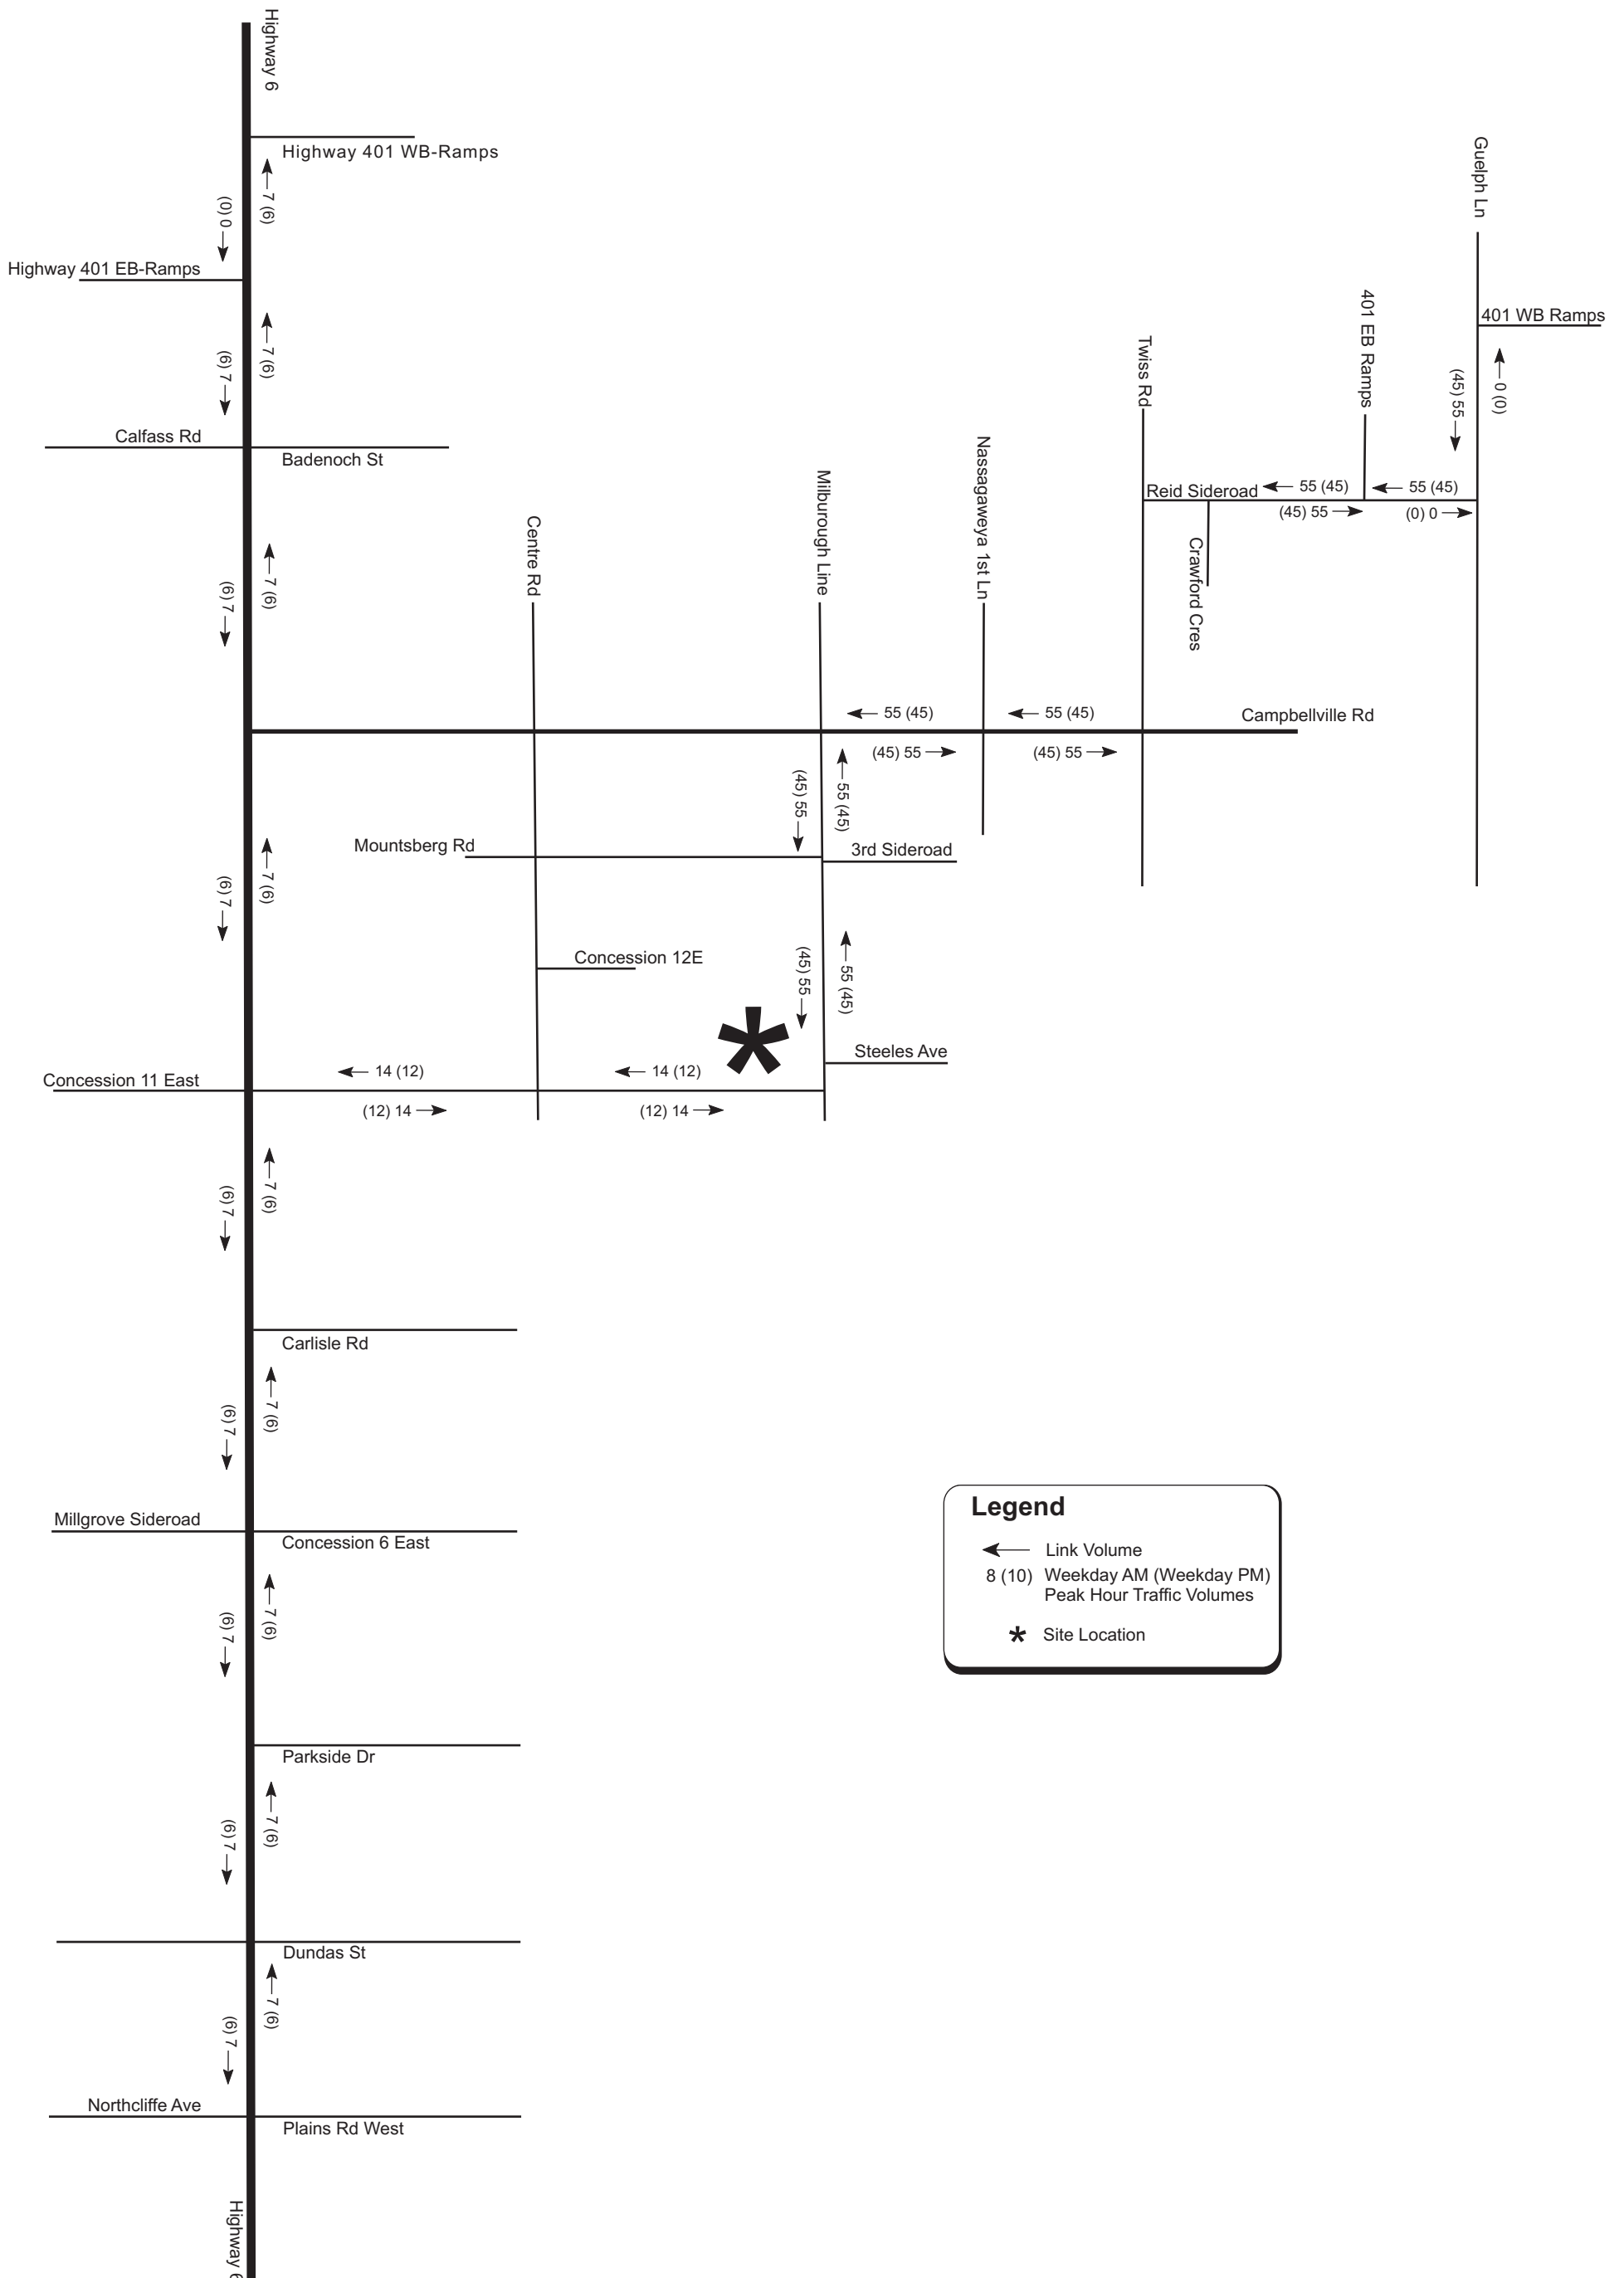 Highway 6
Highway 401 WB-Ramps
7 (6)
(0) 0
Highway 401 EB-Ramps
7 (6)
(6) 7
Calfass Rd
Badenoch St
7 (6)
(6) 7
Guelph Ln
401 WB Ramps
401 EB Ramps
0 (0)
(45) 55
Twiss Rd
Reid Sideroad
55 (45)
55 (45)
(45) 55
(0) 0
Crawford Cres
Nassagaweya 1st Ln
Milburough Line
Centre Rd
Campbellville Rd
55 (45)
55 (45)
(45) 55
(45) 55
(45) 55
55 (45)
Mountsberg Rd
3rd Sideroad
7 (6)
(6) 7
Concession 12E
(45) 55
55 (45)
Steeles Ave
Concession 11 East
14 (12)
14 (12)
(12) 14
(12) 14
7 (6)
(6) 7
Carlisle Rd
7 (6)
(6) 7
Millgrove Sideroad
Concession 6 East
7 (6)
(6) 7
Parkside Dr
7 (6)
(6) 7
Dundas St
7 (6)
(6) 7
Northcliffe Ave
Plains Rd West
Highway 6
Legend
Link Volume
8 (10) Weekday AM (Weekday PM)
Peak Hour Traffic Volumes
* Site Location